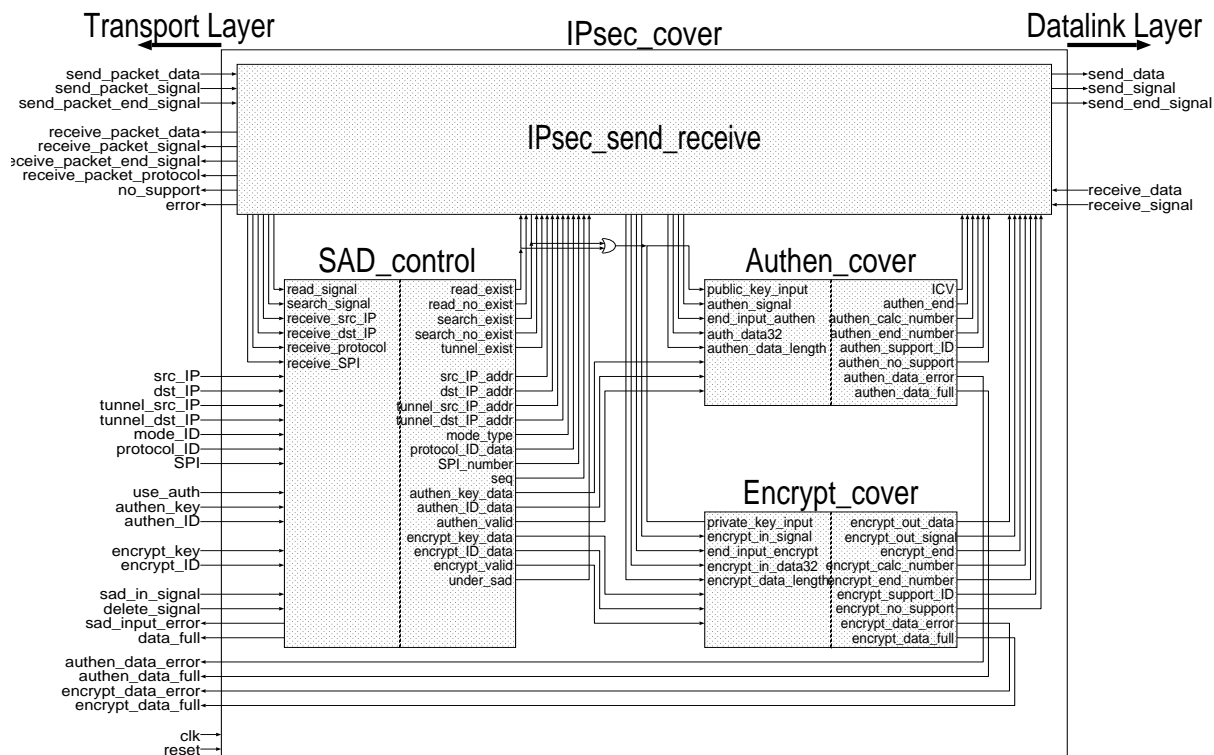 Transport Layer
IPsec_cover
Datalink Layer
send_packet_data
send_packet_signal
send_packet_end_signal
receive_packet_data
receive_packet_signal
eceive_packet_end_signal
receive_packet_protocol
no_support
error
IPsec_send_receive
send_data
send_signal
send_end_signal
receive_data
receive_signal
SAD_control
read_signal
search_signal
receive_src_IP
receive_dst_IP
receive_protocol
receive_SPI
read_exist
read_no_exist
search_exist
search_no_exist
tunnel_exist
src_IP_addr
dst_IP_addr
tunnel_src_IP_addr
tunnel_dst_IP_addr
mode_type
protocol_ID_data
SPI_number
seq
authen_key_data
authen_ID_data
authen_valid
encrypt_key_data
encrypt_ID_data
encrypt_valid
under_sad
src_IP
dst_IP
tunnel_src_IP
tunnel_dst_IP
mode_ID
protocol_ID
SPI
use_auth
authen_key
authen_ID
encrypt_key
encrypt_ID
sad_in_signal
delete_signal
sad_input_error
data_full
authen_data_error
authen_data_full
encrypt_data_error
encrypt_data_full
clk
reset
Authen_cover
public_key_input
authen_signal
end_input_authen
auth_data32
authen_data_length
ICV
authen_end
authen_calc_number
authen_end_number
authen_support_ID
authen_no_support
authen_data_error
authen_data_full
Encrypt_cover
private_key_input
encrypt_in_signal
end_input_encrypt
encrypt_in_data32
encrypt_data_length
encrypt_out_data
encrypt_out_signal
encrypt_end
encrypt_calc_number
encrypt_end_number
encrypt_support_ID
encrypt_no_support
encrypt_data_error
encrypt_data_full